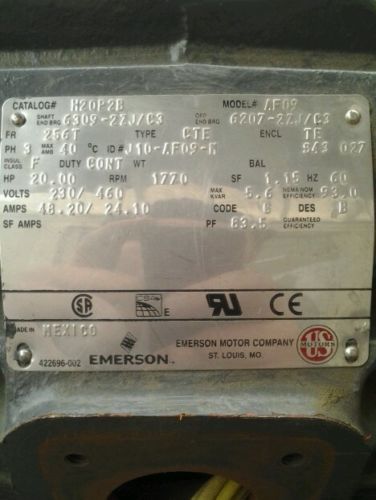 CATALOG# H20P2B MODEL# AF09
SHAFT END BRG 6309-2ZJ/C3 OPP END BRG 6207-2ZJ/C3
FR 256T TYPE CTE ENCL TE
PH 3 MAX AMB 40 °C ID# J10-AF09-M S43 027
INSUL CLASS F DUTY CONT WT BAL
HP 20.00 RPM 1770 SF 1.15 HZ 60
VOLTS 230/460 MAX KVAR 5.6 NEMA NOM EFFICIENCY 93.0
AMPS 48.20/24.10 CODE G DES B
SF AMPS PF 83.5 GUARANTEED EFFICIENCY
SA CSA E UR CE
MADE IN MEXICO
422696-002 EMERSON
EMERSON MOTOR COMPANY
ST. LOUIS, MO.
US
MOTORS